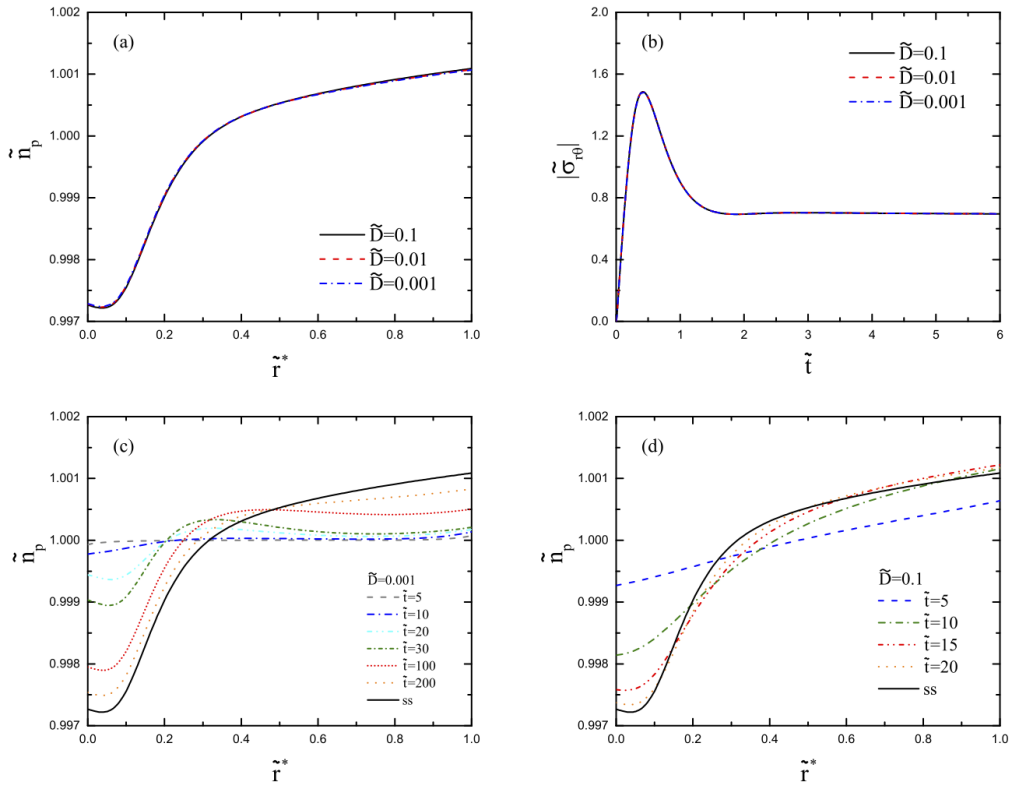 (a)
1.002
1.001
1.000
0.999
0.998
0.997
ñp
D̃=0.1
D̃=0.01
D̃=0.001
0.0 0.2 0.4 0.6 0.8 1.0
r̃*
(b)
2.0
1.6
1.2
0.8
0.4
0.0
|σ̃rθ|
D̃=0.1
D̃=0.01
D̃=0.001
0 1 2 3 4 5 6
t̃
(c)
1.002
1.001
1.000
0.999
0.998
0.997
ñp
D̃=0.001
t̃=5
t̃=10
t̃=20
t̃=30
t̃=100
t̃=200
ss
0.0 0.2 0.4 0.6 0.8 1.0
r̃*
(d)
1.002
1.001
1.000
0.999
0.998
0.997
ñp
D̃=0.1
t̃=5
t̃=10
t̃=15
t̃=20
ss
0.0 0.2 0.4 0.6 0.8 1.0
r̃*